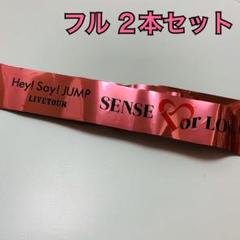 フル 2本セット
Hey! Say! JUMP
LIVETOUR
SENSE or LO